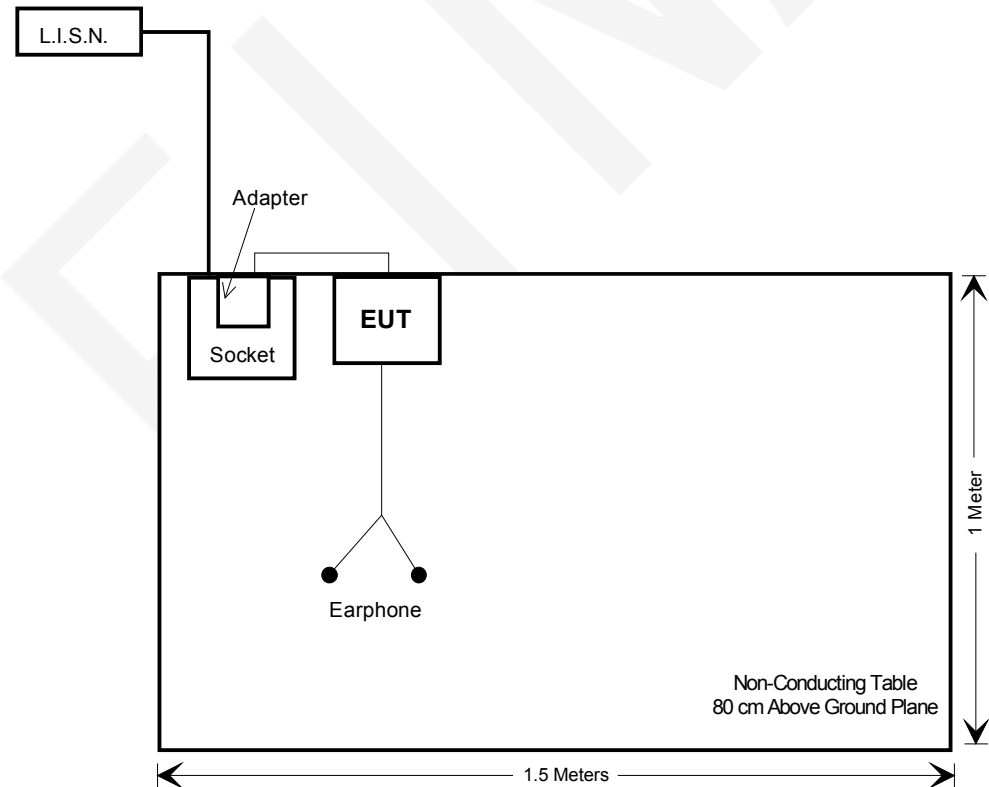 L.I.S.N.
Adapter
EUT
Socket
1 Meter
Earphone
Non-Conducting Table
80 cm Above Ground Plane
1.5 Meters